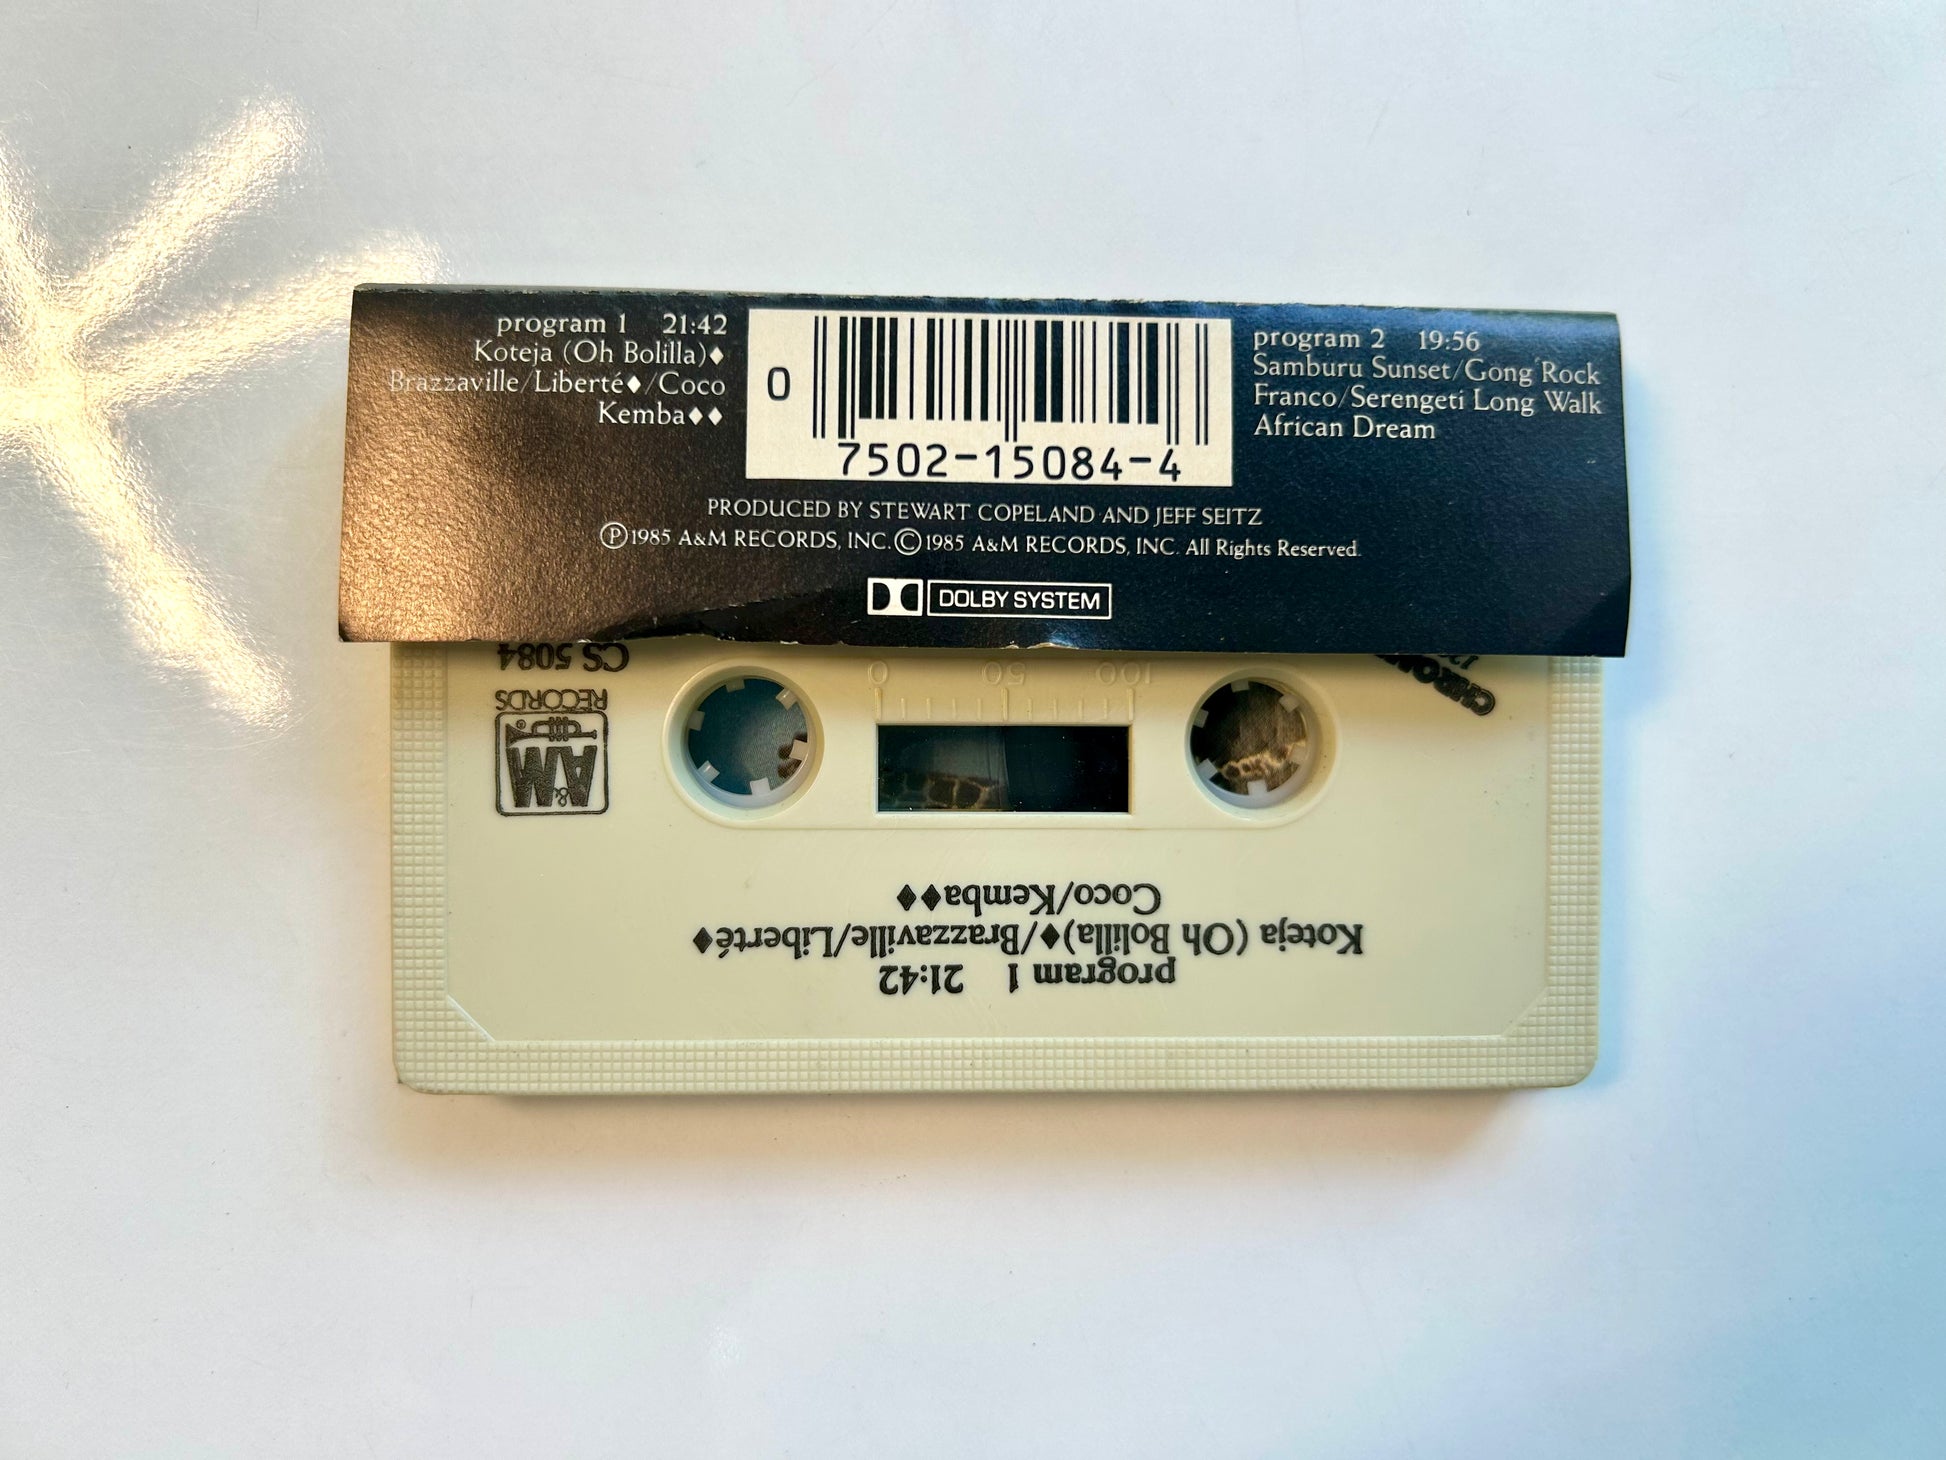 program 1 21:42
Koteja (Oh Bolilla)♦
Brazzaville/Liberté♦/Coco
Kemba♦♦
0
7502-15084-4
program 2 19:56
Samburu Sunset/Gong Rock
Franco/Serengeti Long Walk
African Dream
PRODUCED BY STEWART COPELAND AND JEFF SEITZ
Ⓟ1985 A&M RECORDS, INC. ©1985 A&M RECORDS, INC. All Rights Reserved.
DOLBY SYSTEM
program 1 21:42
Koteja (Oh Bolilla)♦/Brazzaville/Liberté♦
Coco/Kemba♦♦
A&M
®
RECORDS
CS 5084
0 50 100